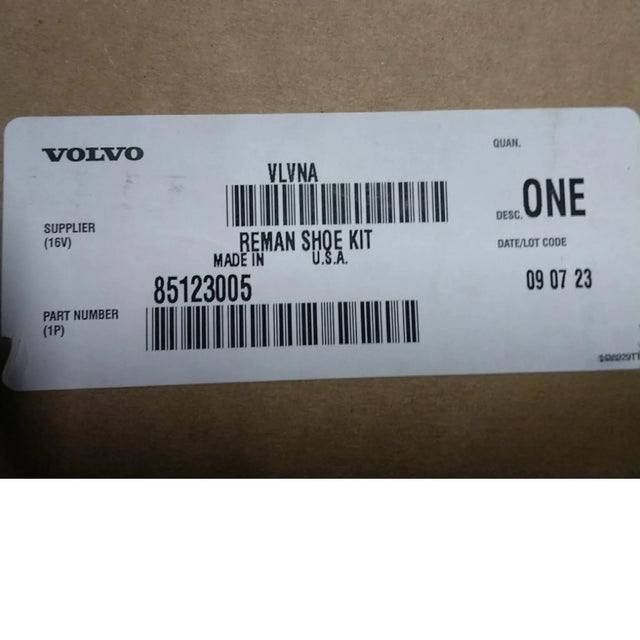 VOLVO
QUAN.
VLVNA
DESC. ONE
SUPPLIER
(16V)
REMAN SHOE KIT
DATE/LOT CODE
MADE IN U.S.A.
85123005
09 07 23
PART NUMBER
(1P)